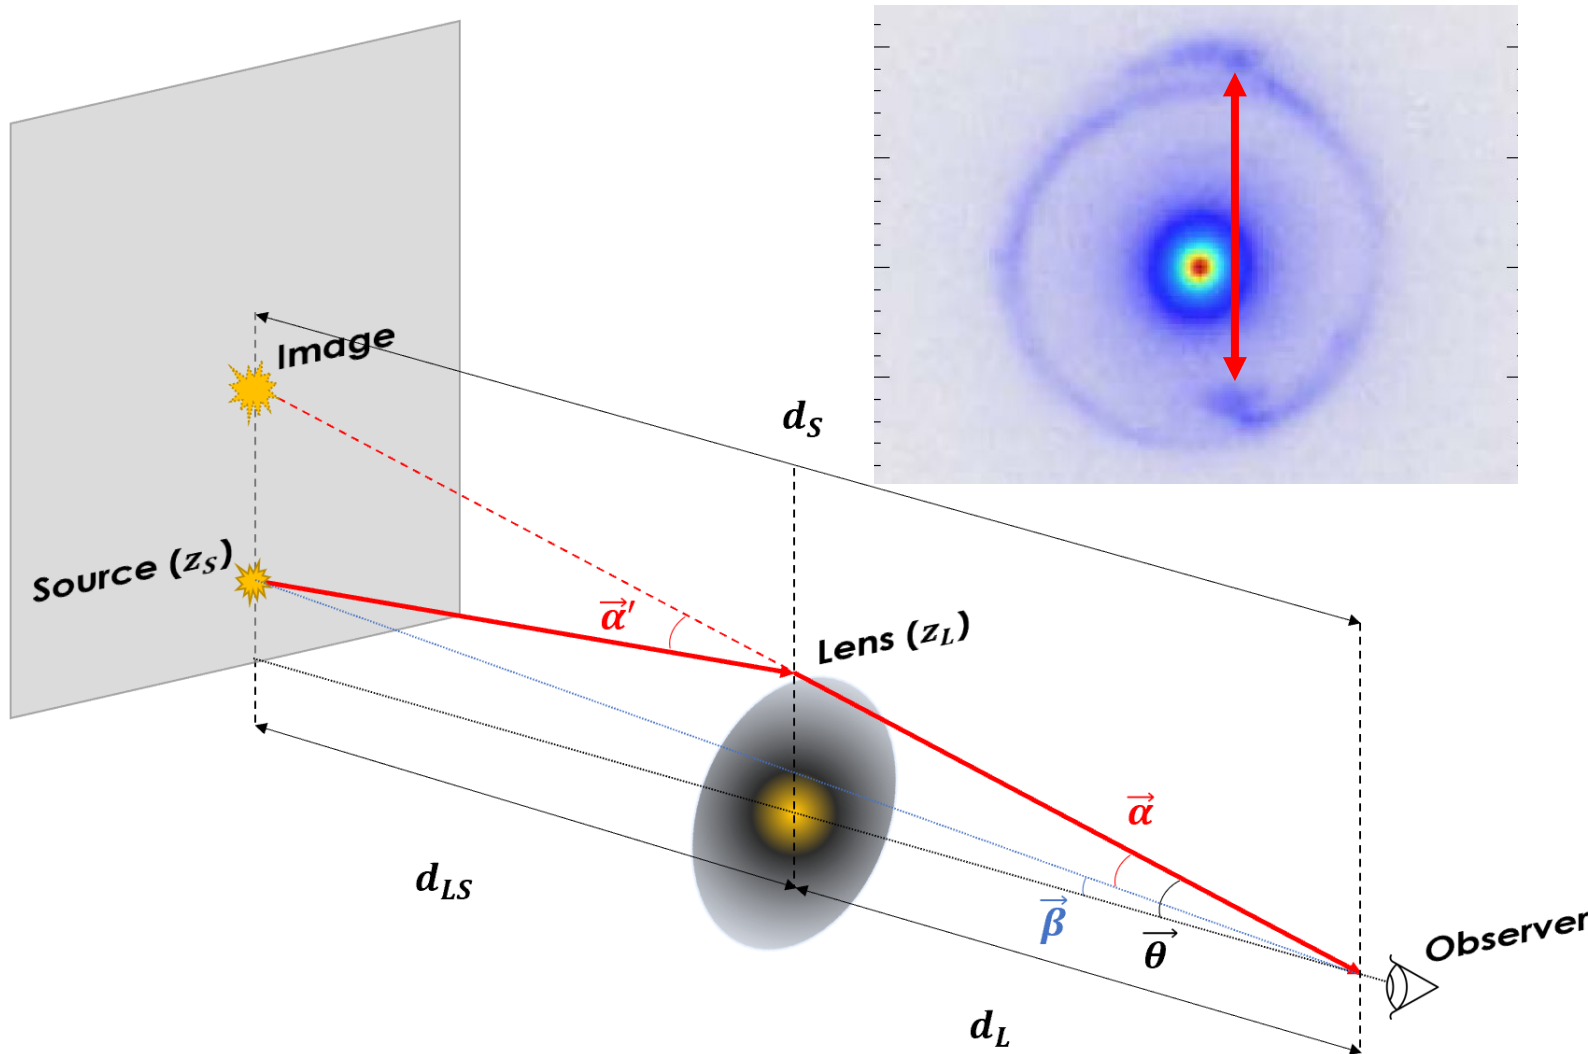 Image
d_S
Source (z_S)
α⃗′
Lens (z_L)
α⃗
d_LS
β⃗
θ⃗
Observer
d_L